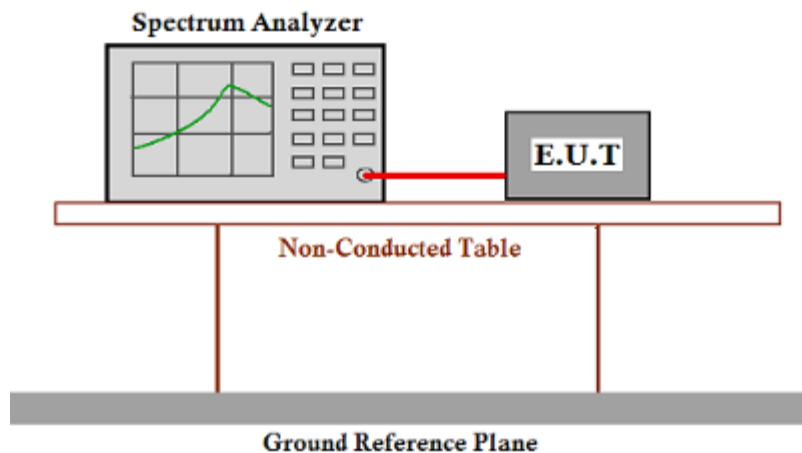 Spectrum Analyzer
E.U.T
Non-Conducted Table
Ground Reference Plane